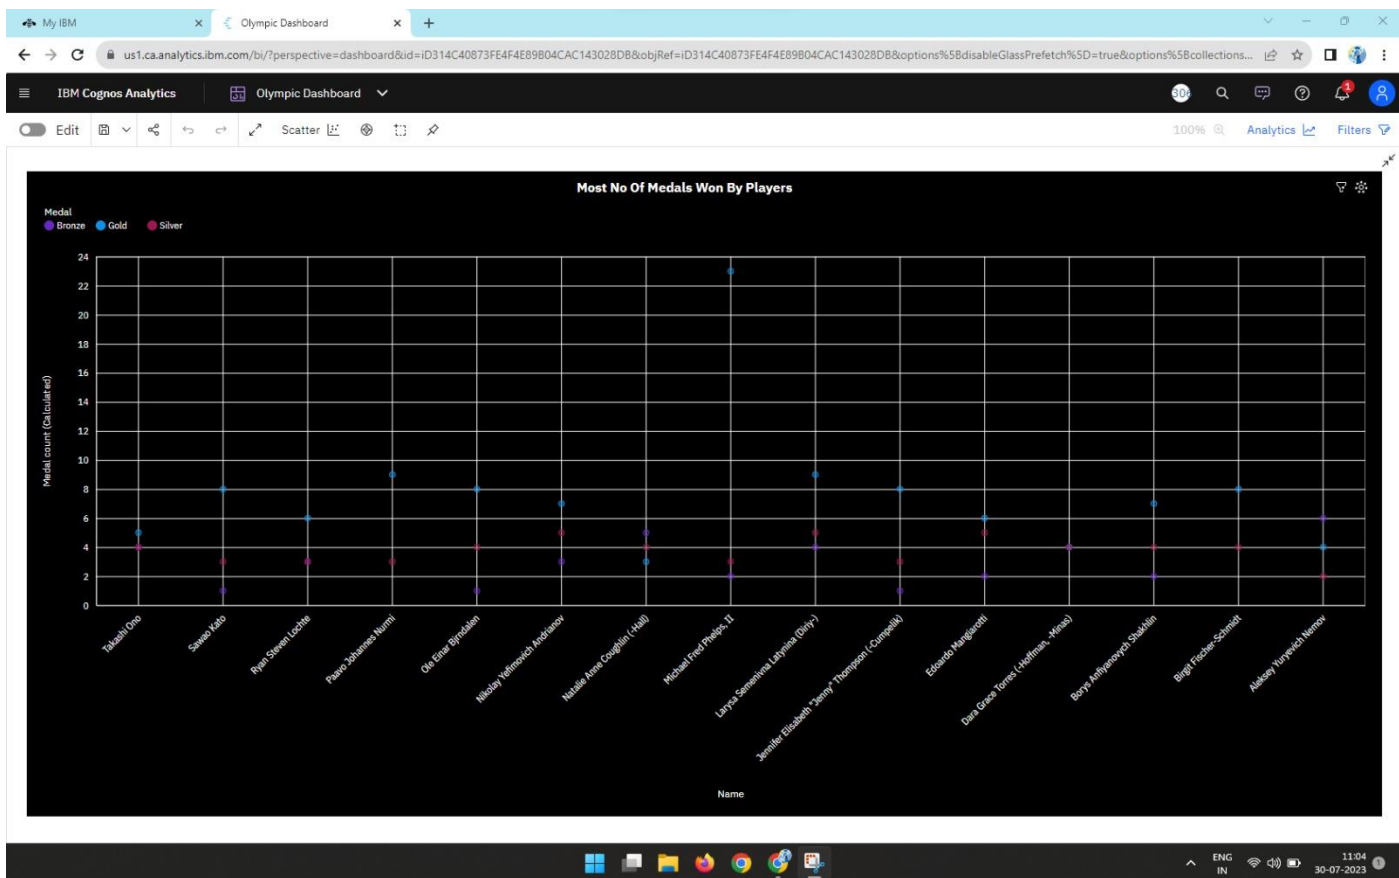 My IBM
Olympic Dashboard
us1.ca.analytics.ibm.com/bi/?perspective=dashboard&id=iD314C40873FE4F4E89B04CAC143028DB&objRef=iD314C40873FE4F4E89B04CAC143028DB&options%5BdisableGlassPrefetch%5D=true&options%5Bcollections...
IBM Cognos Analytics
Olympic Dashboard
306
1
Edit
Scatter
100%
Analytics
Filters
Most No Of Medals Won By Players
Medal
Bronze Gold Silver
24
22
20
18
16
14
12
10
8
6
4
2
0
Medal count (Calculated)
Takashi Ono
Sawao Kato
Ryan Steven Lochte
Paavo Johannes Nurmi
Ole Einar Bjrndalen
Nikolay Yefimovich Andrianov
Natalie Anne Coughlin (-Hall)
Michael Fred Phelps, II
Larysa Semenivna Latynina (Diriy-)
Jennifer Elisabeth "Jenny" Thompson (-Cumpelik)
Edoardo Mangiarotti
Dara Grace Torres (-Hoffman, -Minas)
Borys Anfiyanovych Shakhlin
Birgit Fischer-Schmidt
Aleksey Yuryevich Nemov
Name
ENG
IN
11:04
30-07-2023
1